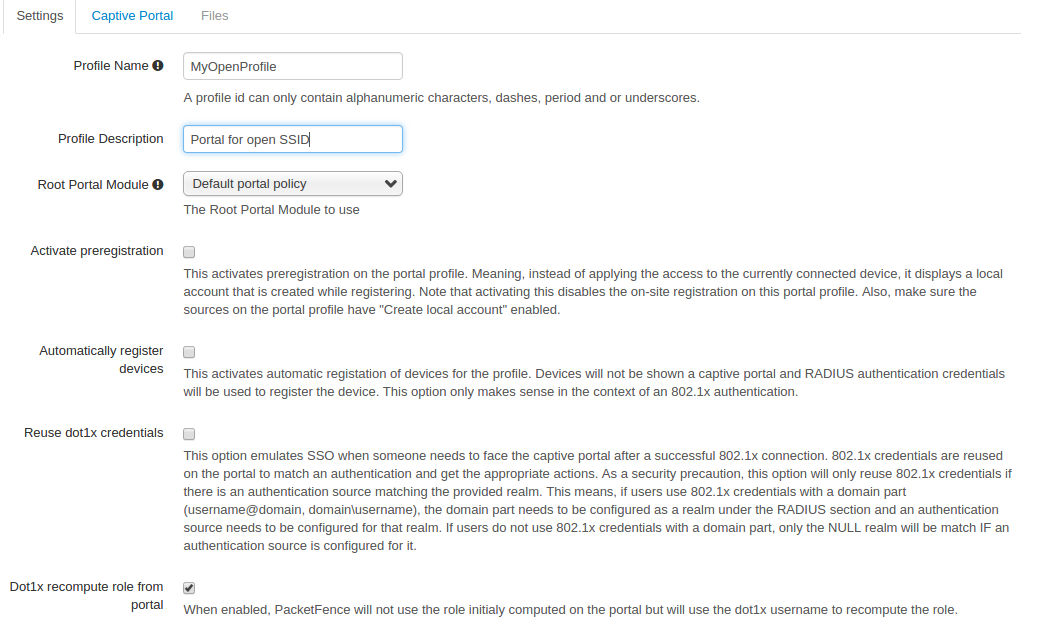 Settings Captive Portal Files
Profile Name
MyOpenProfile
A profile id can only contain alphanumeric characters, dashes, period and or underscores.
Profile Description
Portal for open SSID
Root Portal Module
Default portal policy
The Root Portal Module to use
Activate preregistration
This activates preregistration on the portal profile. Meaning, instead of applying the access to the currently connected device, it displays a local
account that is created while registering. Note that activating this disables the on-site registration on this portal profile. Also, make sure the
sources on the portal profile have "Create local account" enabled.
Automatically register
devices
This activates automatic registation of devices for the profile. Devices will not be shown a captive portal and RADIUS authentication credentials
will be used to register the device. This option only makes sense in the context of an 802.1x authentication.
Reuse dot1x credentials
This option emulates SSO when someone needs to face the captive portal after a successful 802.1x connection. 802.1x credentials are reused
on the portal to match an authentication and get the appropriate actions. As a security precaution, this option will only reuse 802.1x credentials if
there is an authentication source matching the provided realm. This means, if users use 802.1x credentials with a domain part
(username@domain, domain\username), the domain part needs to be configured as a realm under the RADIUS section and an authentication
source needs to be configured for that realm. If users do not use 802.1x credentials with a domain part, only the NULL realm will be match IF an
authentication source is configured for it.
Dot1x recompute role from
portal
When enabled, PacketFence will not use the role initialy computed on the portal but will use the dot1x username to recompute the role.